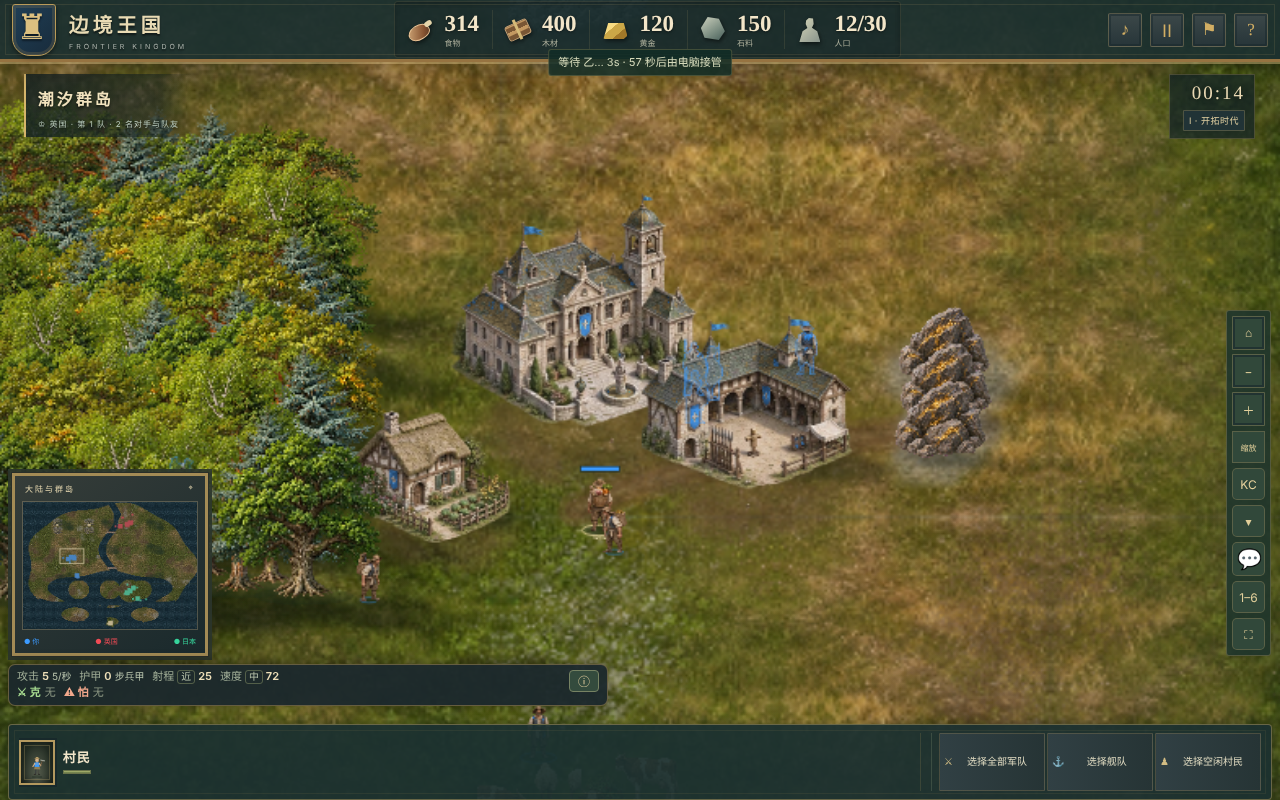 边境王国
FRONTIER KINGDOM
314
食物
400
木材
120
黄金
150
石料
12/30
人口
♪
||
?
等待 乙… 3s · 57 秒后由电脑接管
潮汐群岛
英国 · 第 1 队 · 2 名对手与队友
00:14
I · 开拓时代
−
+
缩放
KC
▾
1–6
大陆与群岛
你
英国
日本
攻击 5 5/秒 护甲 0 步兵甲 射程 近 25 速度 中 72
克 无 怕 无
村民
选择全部军队
选择舰队
选择空闲村民